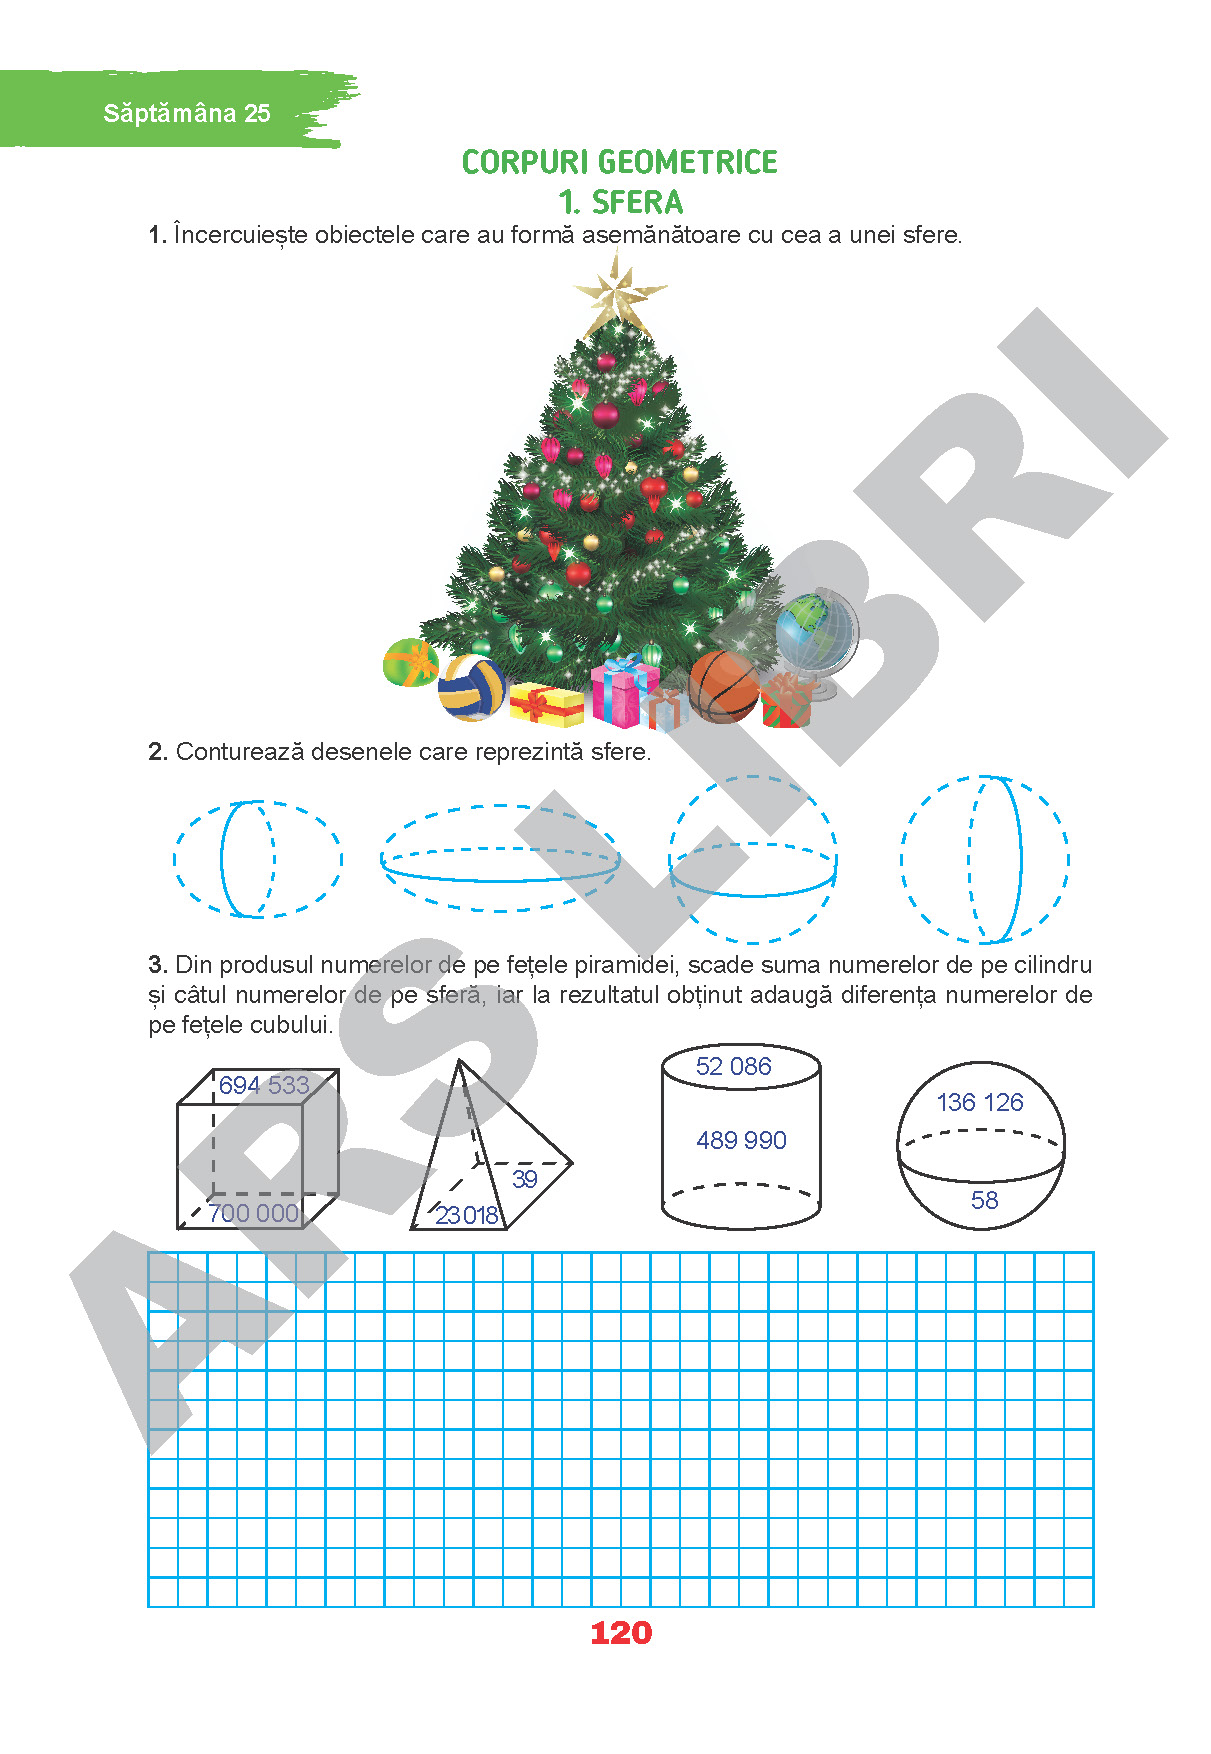 Săptămâna 25
CORPURI GEOMETRICE
1. SFERA
1. Încercuiește obiectele care au formă asemănătoare cu cea a unei sfere.
2. Conturează desenele care reprezintă sfere.
3. Din produsul numerelor de pe fețele piramidei, scade suma numerelor de pe cilindru
și câtul numerelor de pe sferă, iar la rezultatul obținut adaugă diferența numerelor de
pe fețele cubului.
694 533
700 000
39
23018
52 086
489 990
136 126
58
ARS LIBRI
120